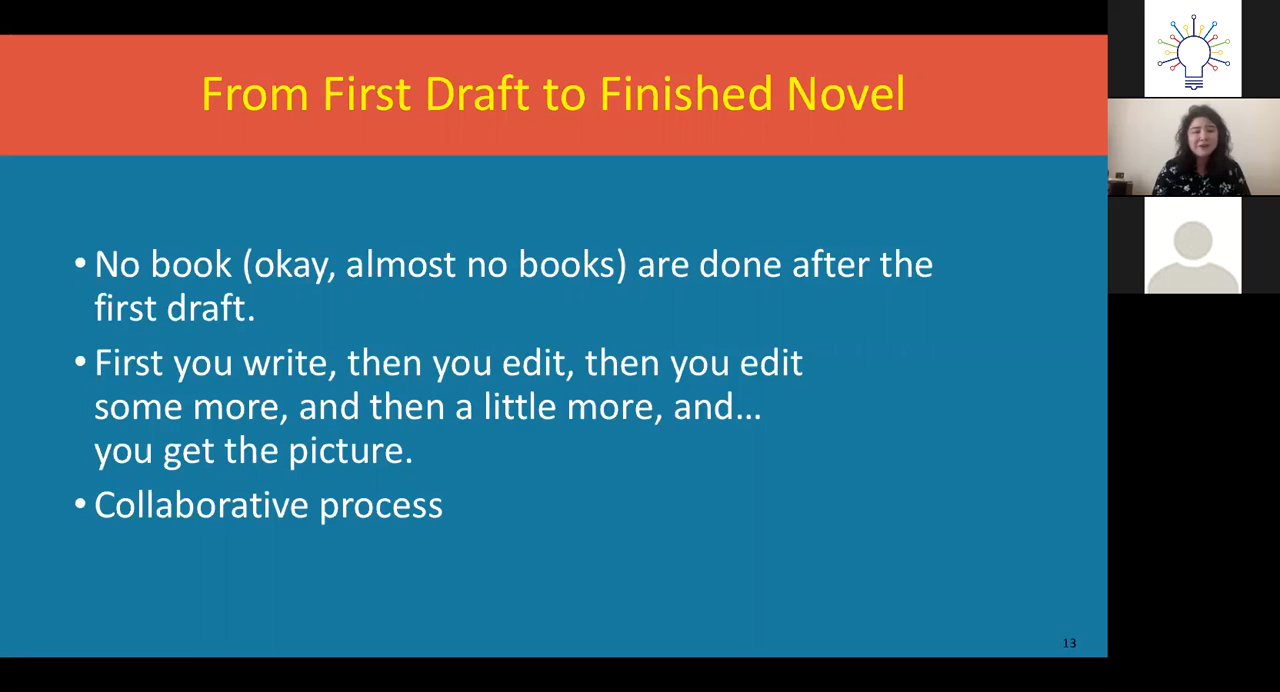 From First Draft to Finished Novel
• No book (okay, almost no books) are done after the
first draft.
• First you write, then you edit, then you edit
some more, and then a little more, and…
you get the picture.
• Collaborative process
13